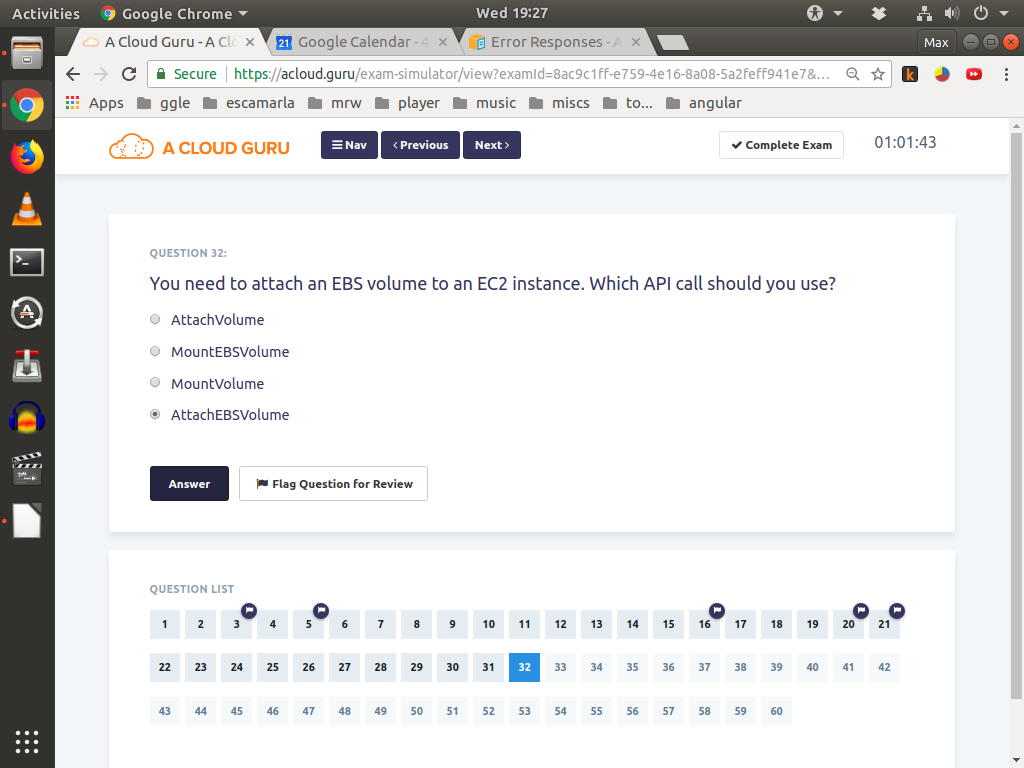 Activities Google Chrome Wed 19:27
A Cloud Guru - A Clo Google Calendar - 4 Error Responses - A Max
Secure https://acloud.guru/exam-simulator/view?examId=8ac9c1ff-e759-4e16-8a08-5a2feff941e7&...
Apps ggle escamarla mrw player music miscs to... angular
A CLOUD GURU Nav Previous Next Complete Exam 01:01:43
QUESTION 32:
You need to attach an EBS volume to an EC2 instance. Which API call should you use?
AttachVolume
MountEBSVolume
MountVolume
AttachEBSVolume
Answer Flag Question for Review
QUESTION LIST
1 2 3 4 5 6 7 8 9 10 11 12 13 14 15 16 17 18 19 20 21
22 23 24 25 26 27 28 29 30 31 32 33 34 35 36 37 38 39 40 41 42
43 44 45 46 47 48 49 50 51 52 53 54 55 56 57 58 59 60